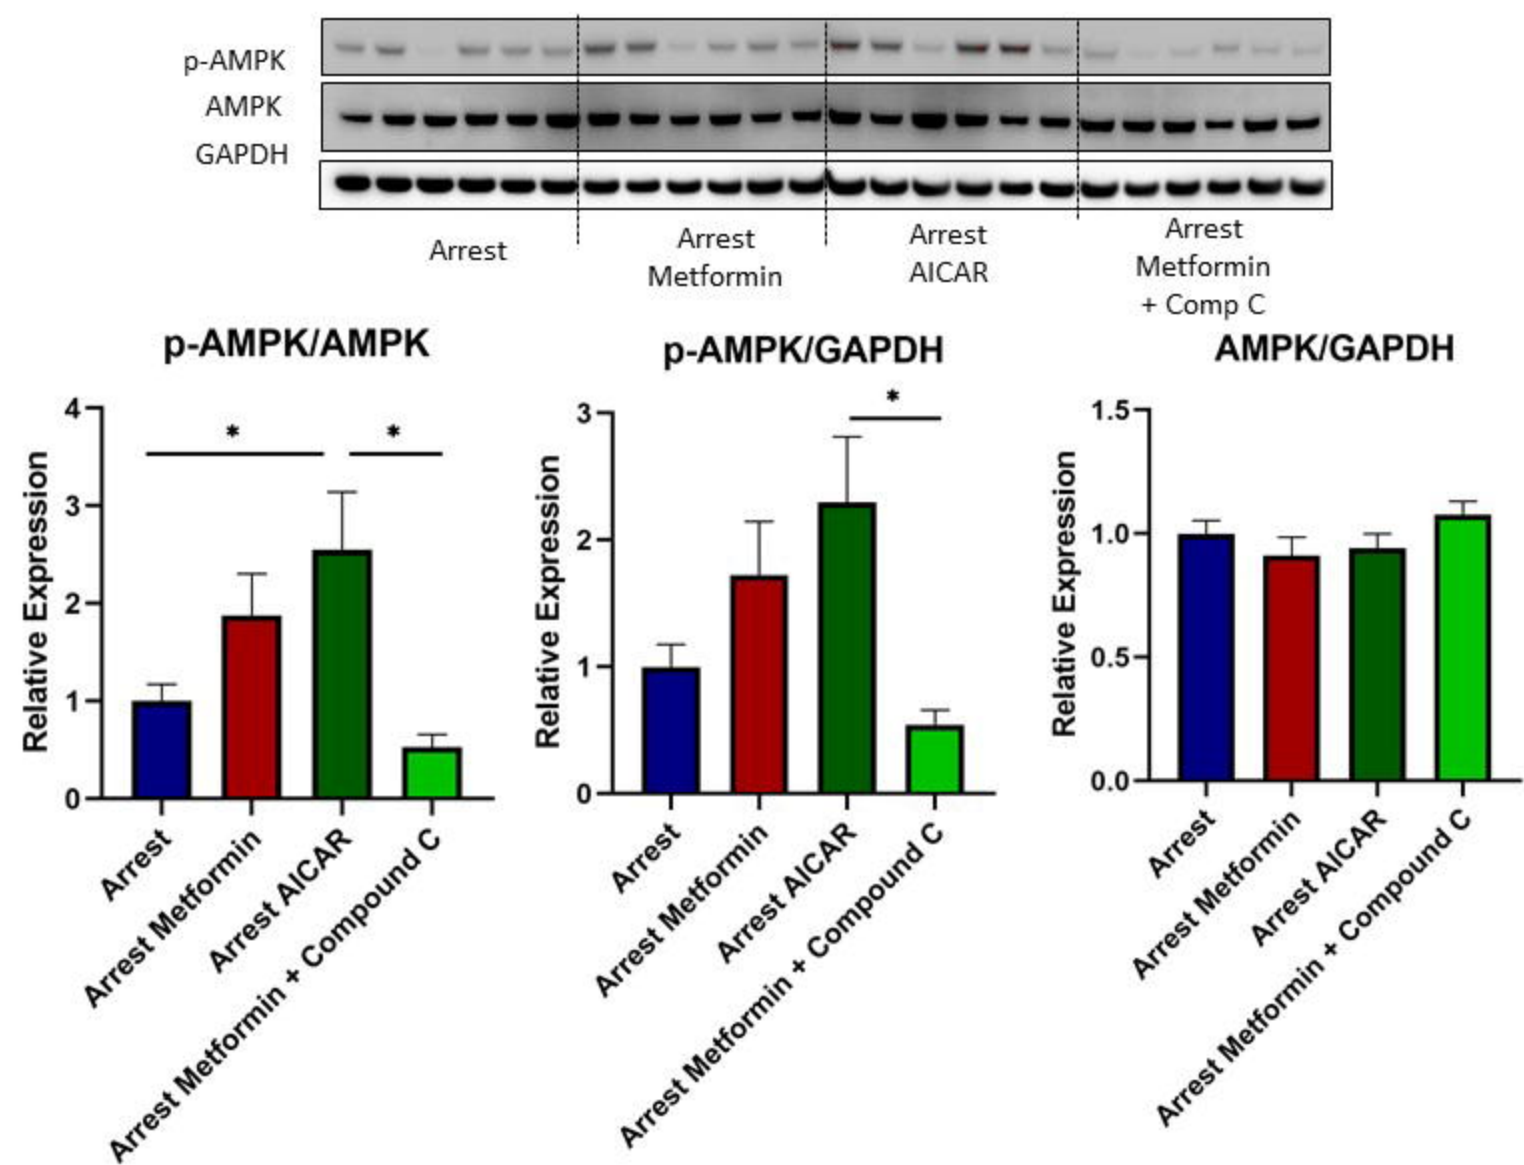 p-AMPK
AMPK
GAPDH
Arrest
Arrest
Metformin
Arrest
AICAR
Arrest
Metformin
+ Comp C
p-AMPK/AMPK
Relative Expression
4
3
2
1
0
*
*
Arrest
Arrest Metformin
Arrest AICAR
Arrest Metformin + Compound C
p-AMPK/GAPDH
Relative Expression
3
2
1
0
*
Arrest
Arrest Metformin
Arrest AICAR
Arrest Metformin + Compound C
AMPK/GAPDH
Relative Expression
1.5
1.0
0.5
0.0
Arrest
Arrest Metformin
Arrest AICAR
Arrest Metformin + Compound C